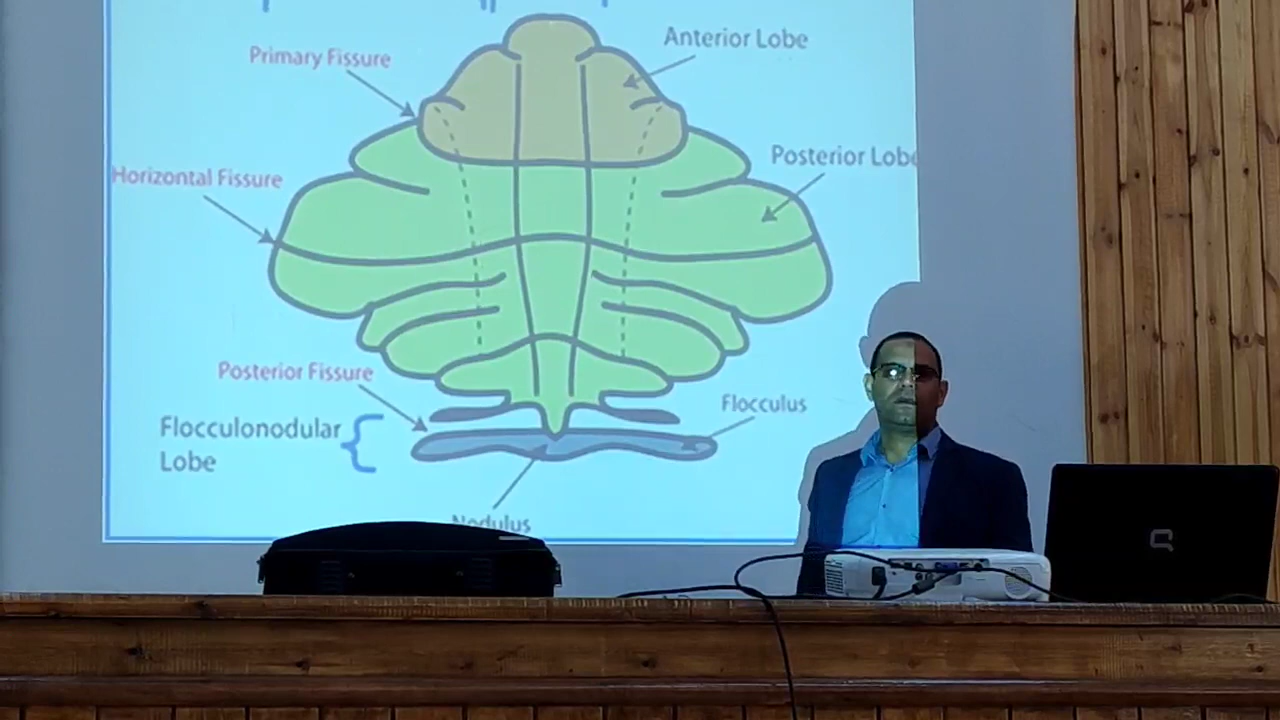 Anterior Lobe
Primary Fissure
Posterior Lobe
Horizontal Fissure
Posterior Fissure
Flocculus
Flocculonodular
Lobe
Nodulus